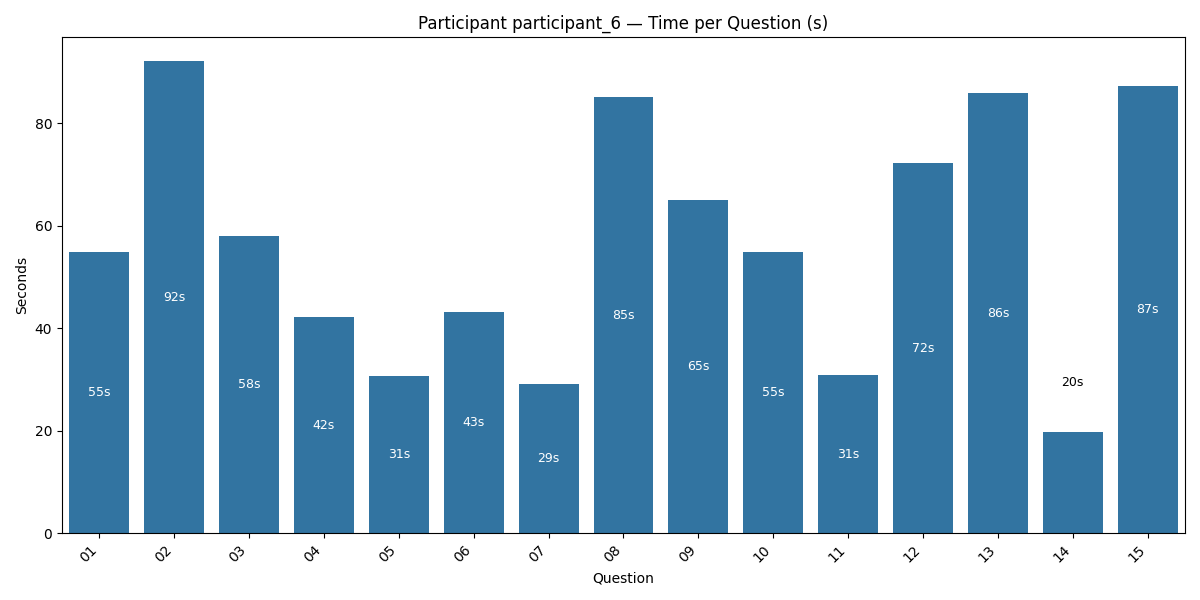 Participant participant_6 — Time per Question (s)
Seconds
80
60
40
20
0
55s
92s
58s
42s
31s
43s
29s
85s
65s
55s
31s
72s
86s
20s
87s
01
02
03
04
05
06
07
08
09
10
11
12
13
14
15
Question